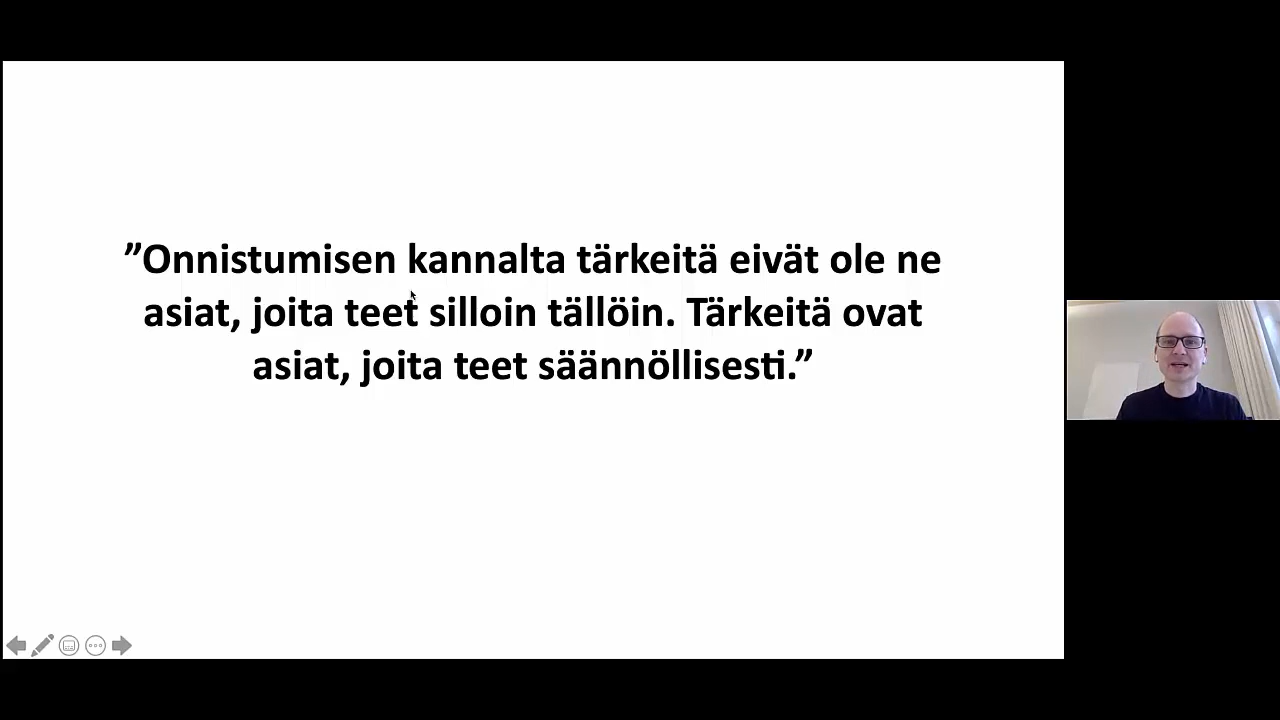 ”Onnistumisen kannalta tärkeitä eivät ole ne
asiat, joita teet silloin tällöin. Tärkeitä ovat
asiat, joita teet säännöllisesti.”